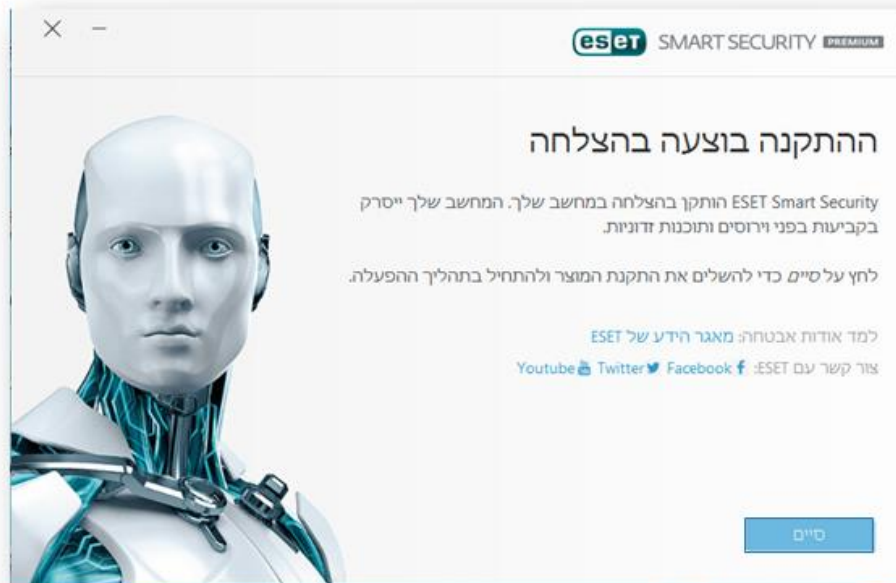 eset SMART SECURITY PREMIUM
ההתקנה בוצעה בהצלחה
ESET Smart Security הותקן בהצלחה במחשב שלך. המחשב שלך ייסרק
בקביעות בפני וירוסים ותוכנות זדוניות.
לחץ על סיים כדי להשלים את התקנת המוצר ולהתחיל בתהליך ההפעלה.
למד אודות אבטחה: מאגר הידע של ESET
צור קשר עם ESET: Facebook Twitter Youtube
סיים